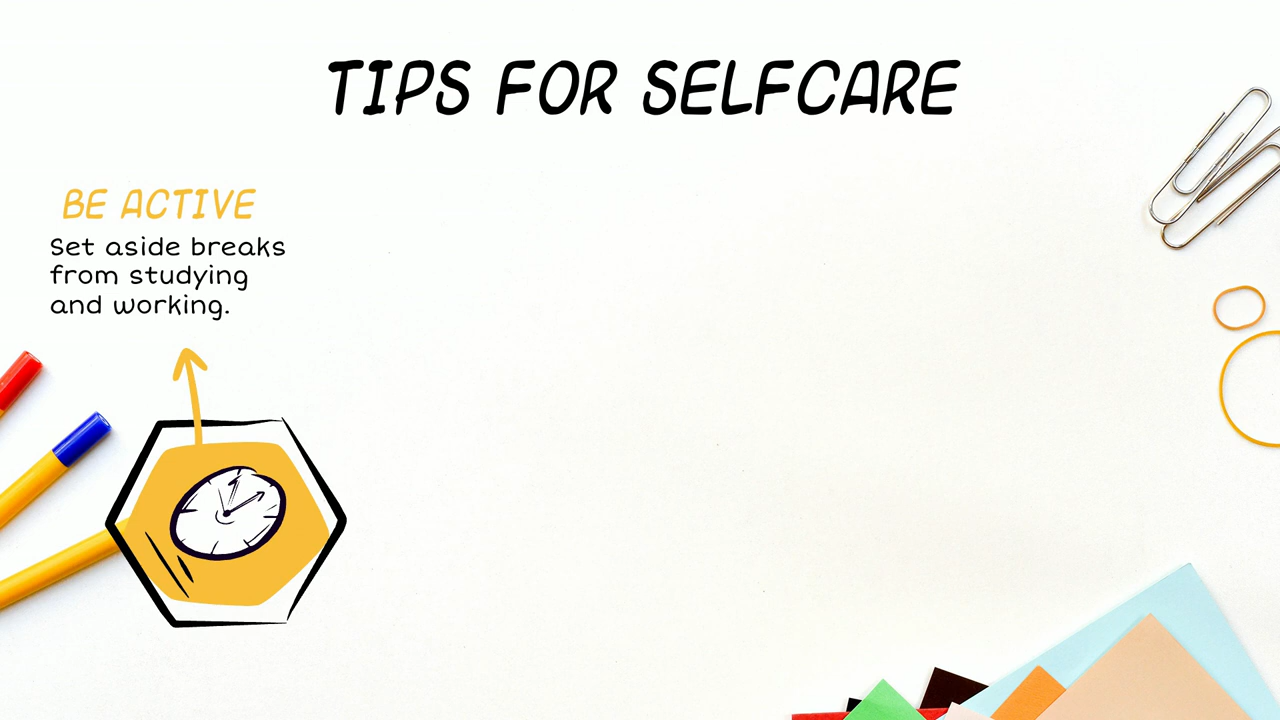 TIPS FOR SELFCARE
BE ACTIVE
Set aside breaks
from studying
and working.